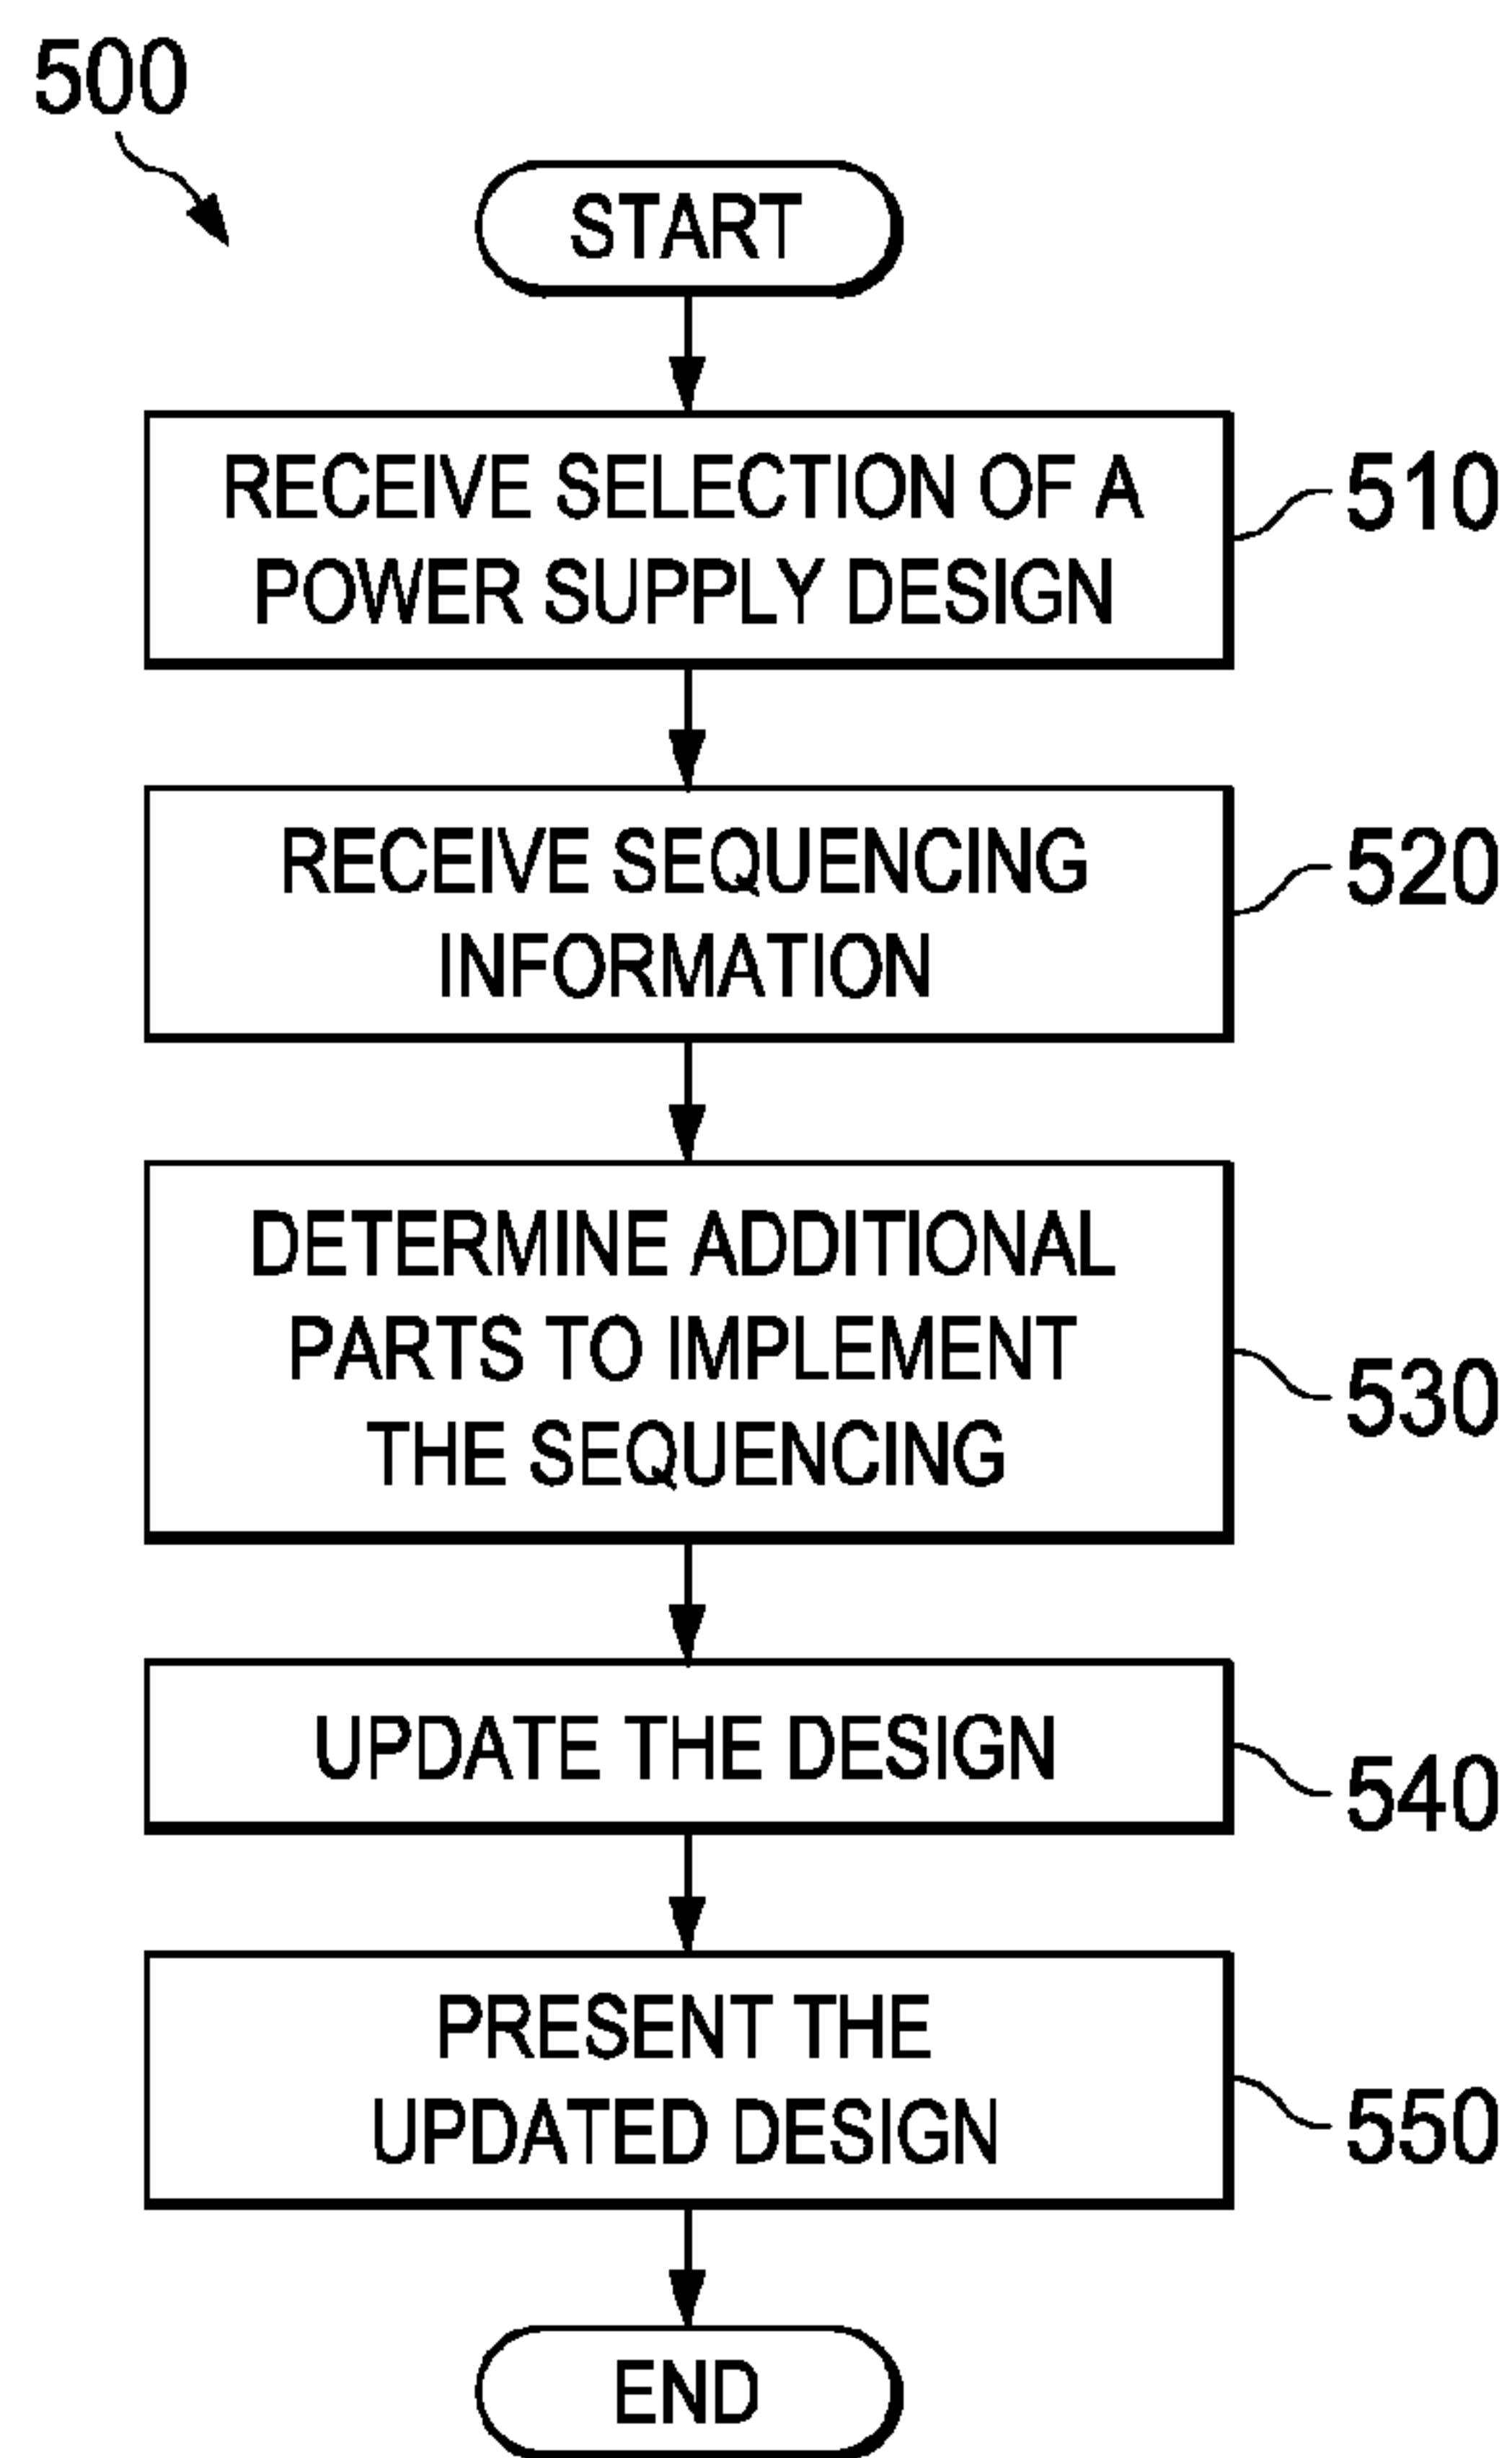 500
START
RECEIVE SELECTION OF A
POWER SUPPLY DESIGN
510
RECEIVE SEQUENCING
INFORMATION
520
DETERMINE ADDITIONAL
PARTS TO IMPLEMENT
THE SEQUENCING
530
UPDATE THE DESIGN
540
PRESENT THE
UPDATED DESIGN
550
END